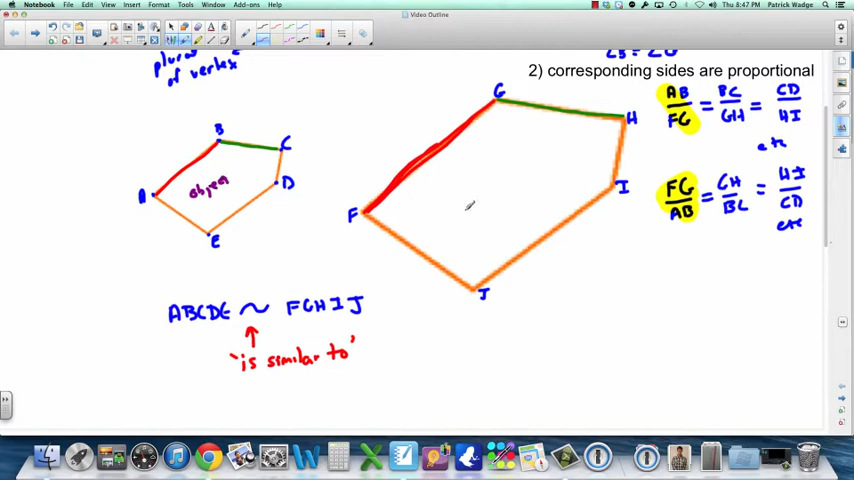 Notebook File Edit View Insert Format Tools Add-ons Window Help Thu 8:47 PM Patrick Wadge
Video Outline
plural
of vertex
2) corresponding sides are proportional
G
AB BC CD
FG = GH = HI
etc
FG GH HI
AB = BC = CD
etc
B
C
H
A
object
D
I
F
E
J
ABCDE ~ FGHIJ
'is similar to'